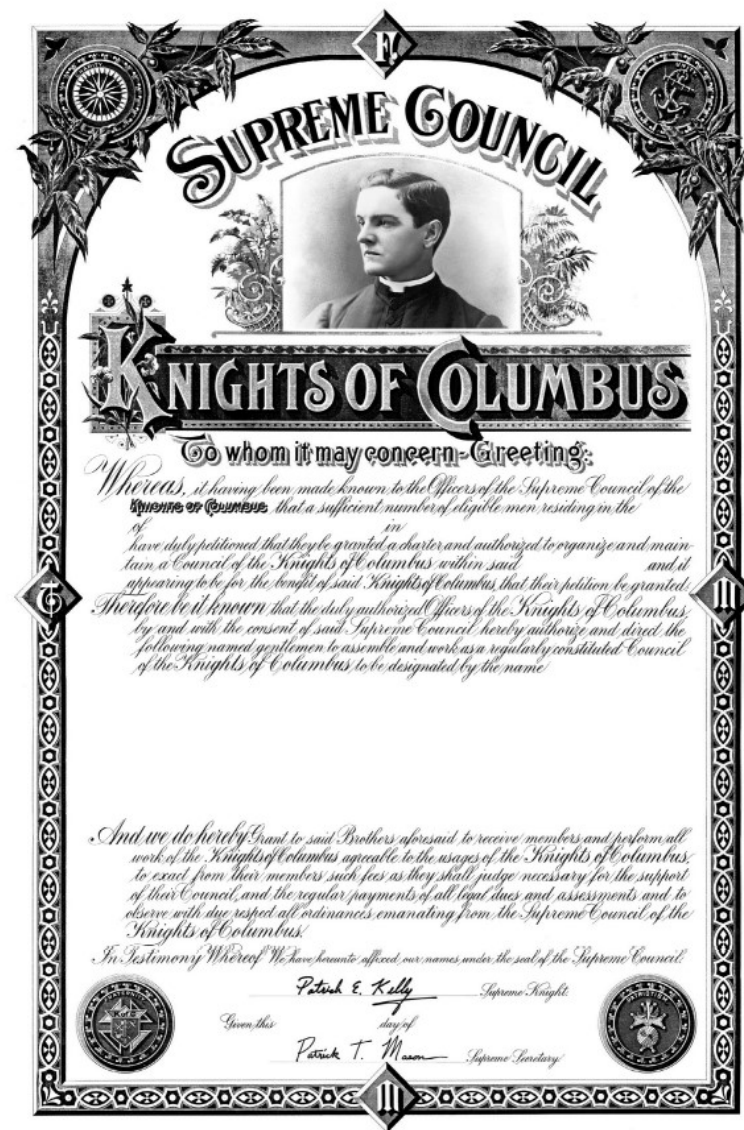 F.
SUPREME COUNCIL
KNIGHTS OF COLUMBUS
To whom it may concern - Greeting:
Whereas, it having been made known to the Officers of the Supreme Council of the
KNIGHTS OF COLUMBUS that a sufficient number of eligible men residing in the
of in
have duly petitioned that they be granted a charter and authorized to organize and main
tain a Council of the Knights of Columbus within said and it
appearing to be for the benefit of said Knights of Columbus, that their petition be granted:
Therefore be it known that the duly authorized Officers of the Knights of Columbus,
by and with the consent of said Supreme Council hereby authorize and direct the
following named gentlemen to assemble and work as a regularly constituted Council
of the Knights of Columbus, to be designated by the name
And we do hereby Grant to said Brothers aforesaid to receive members and perform all
work of the Knights of Columbus agreeable to the usages of the Knights of Columbus,
to exact from their members such fees as they shall judge necessary for the support
of their Council, and the regular payments of all legal dues and assessments and to
observe with due respect all ordinances emanating from the Supreme Council of the
Knights of Columbus.
In Testimony Whereof We have hereunto affixed our names under the seal of the Supreme Council:
Patrick E. Kelly Supreme Knight
Given this day of
Patrick T. Mason Supreme Secretary
K of C
PATRIOTISM